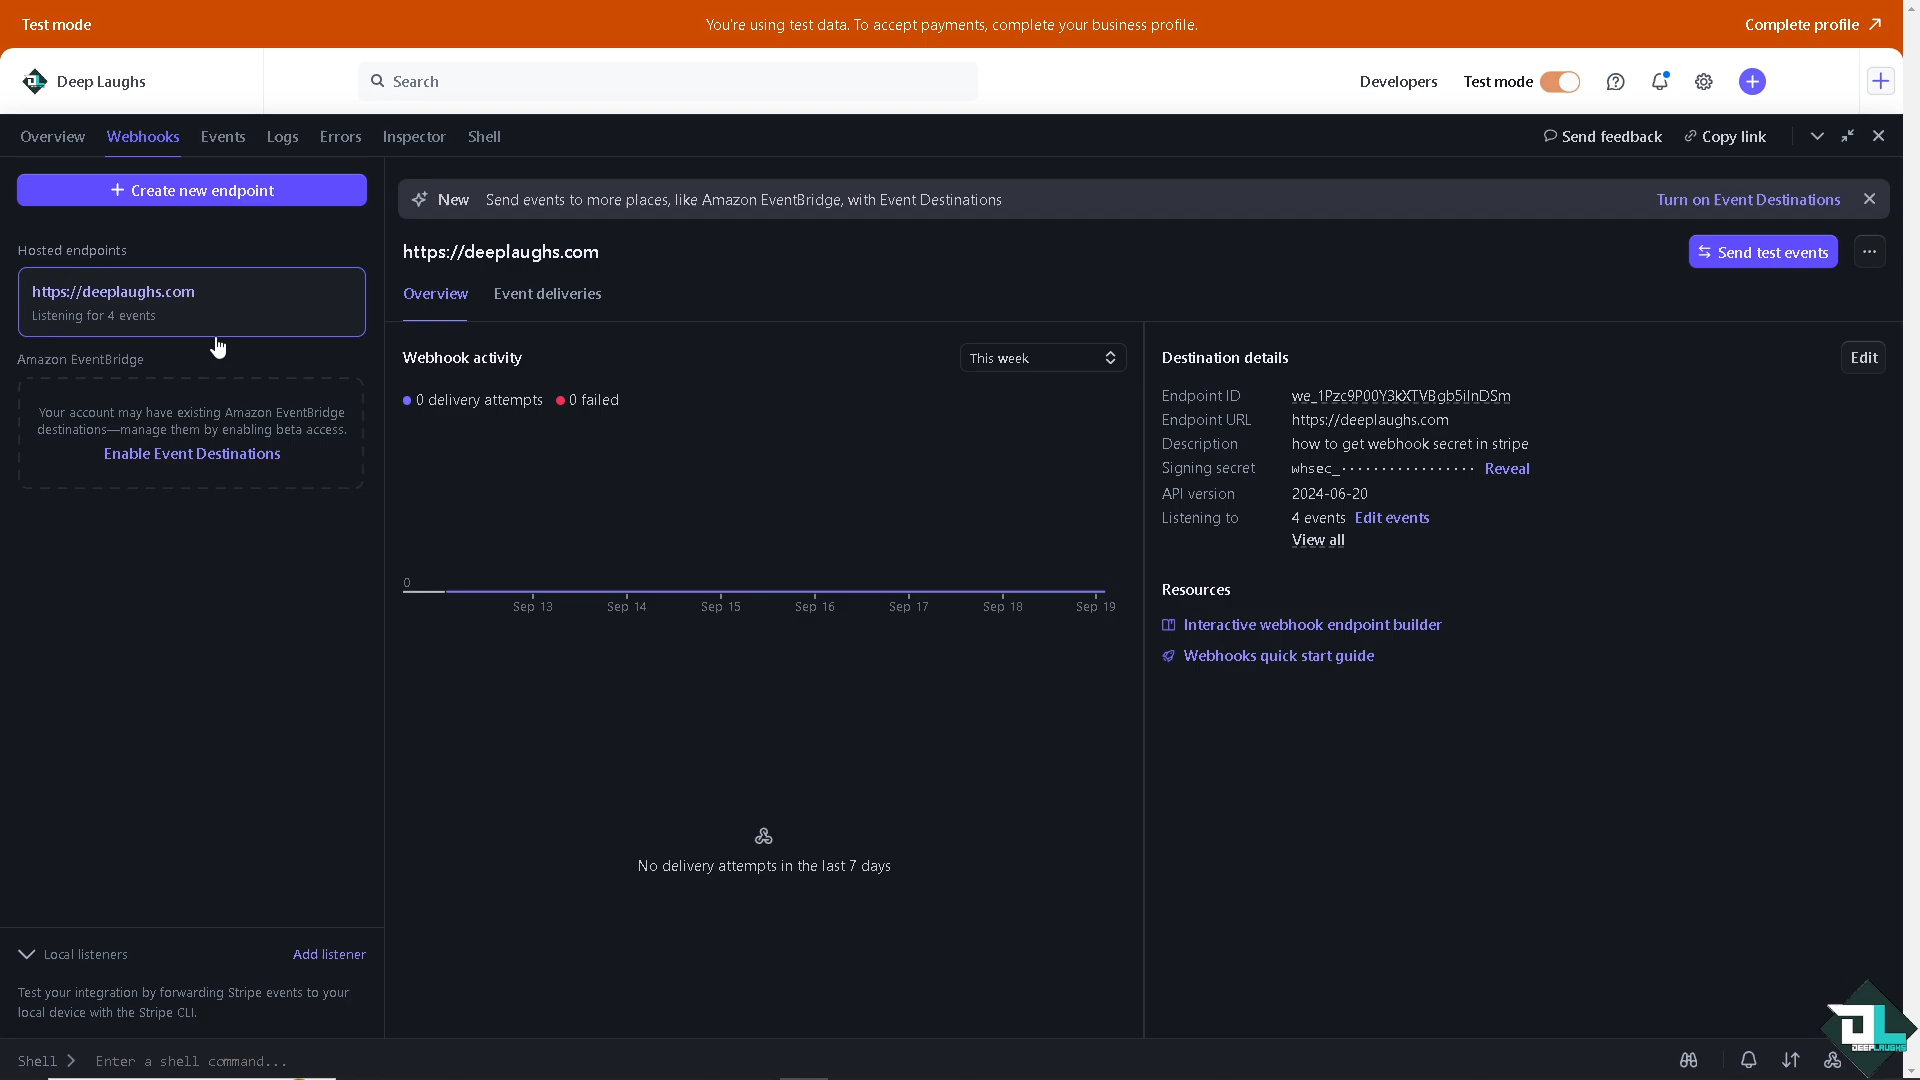 Test mode
You're using test data. To accept payments, complete your business profile.
Complete profile
Deep Laughs
Search
Developers
Test mode
Overview
Webhooks
Events
Logs
Errors
Inspector
Shell
Send feedback
Copy link
Create new endpoint
New
Send events to more places, like Amazon EventBridge, with Event Destinations
Turn on Event Destinations
Hosted endpoints
https://deeplaughs.com
Listening for 4 events
Amazon EventBridge
Your account may have existing Amazon EventBridge
destinations—manage them by enabling beta access.
Enable Event Destinations
https://deeplaughs.com
Send test events
Overview
Event deliveries
Webhook activity
This week
0 delivery attempts
0 failed
0
Sep 13
Sep 14
Sep 15
Sep 16
Sep 17
Sep 18
Sep 19
No delivery attempts in the last 7 days
Destination details
Edit
Endpoint ID we_1Pzc9P00Y3kXTVBgb5iInDSm
Endpoint URL https://deeplaughs.com
Description how to get webhook secret in stripe
Signing secret whsec_················· Reveal
API version 2024-06-20
Listening to 4 events Edit events
View all
Resources
Interactive webhook endpoint builder
Webhooks quick start guide
Local listeners
Add listener
Test your integration by forwarding Stripe events to your
local device with the Stripe CLI.
Shell
Enter a shell command...
DL
DEEPLAUGHS